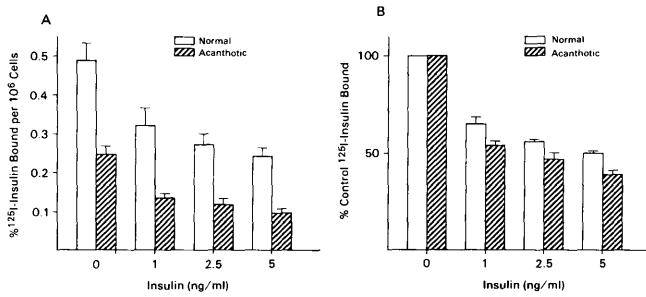 A
%¹²⁵I-Insulin Bound per 10⁶ Cells
0.5
0.4
0.3
0.2
0.1
Normal
Acanthotic
0 1 2.5 5
Insulin (ng/ml)
B
% Control ¹²⁵I-Insulin Bound
100
50
Normal
Acanthotic
0 1 2.5 5
Insulin (ng/ml)